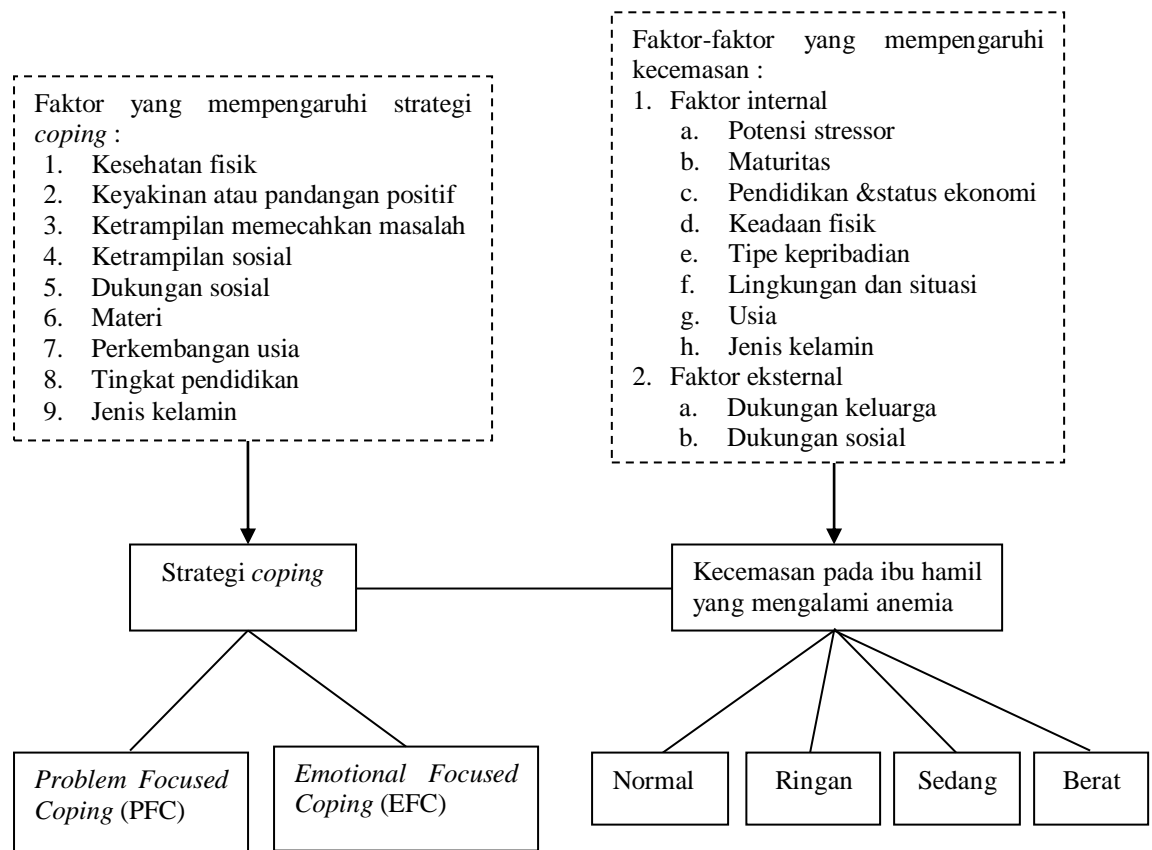 Faktor yang mempengaruhi strategi
coping :
1. Kesehatan fisik
2. Keyakinan atau pandangan positif
3. Ketrampilan memecahkan masalah
4. Ketrampilan sosial
5. Dukungan sosial
6. Materi
7. Perkembangan usia
8. Tingkat pendidikan
9. Jenis kelamin
Faktor-faktor yang mempengaruhi
kecemasan :
1. Faktor internal
a. Potensi stressor
b. Maturitas
c. Pendidikan &status ekonomi
d. Keadaan fisik
e. Tipe kepribadian
f. Lingkungan dan situasi
g. Usia
h. Jenis kelamin
2. Faktor eksternal
a. Dukungan keluarga
b. Dukungan sosial
Strategi coping
Kecemasan pada ibu hamil
yang mengalami anemia
Problem Focused
Coping (PFC)
Emotional Focused
Coping (EFC)
Normal
Ringan
Sedang
Berat